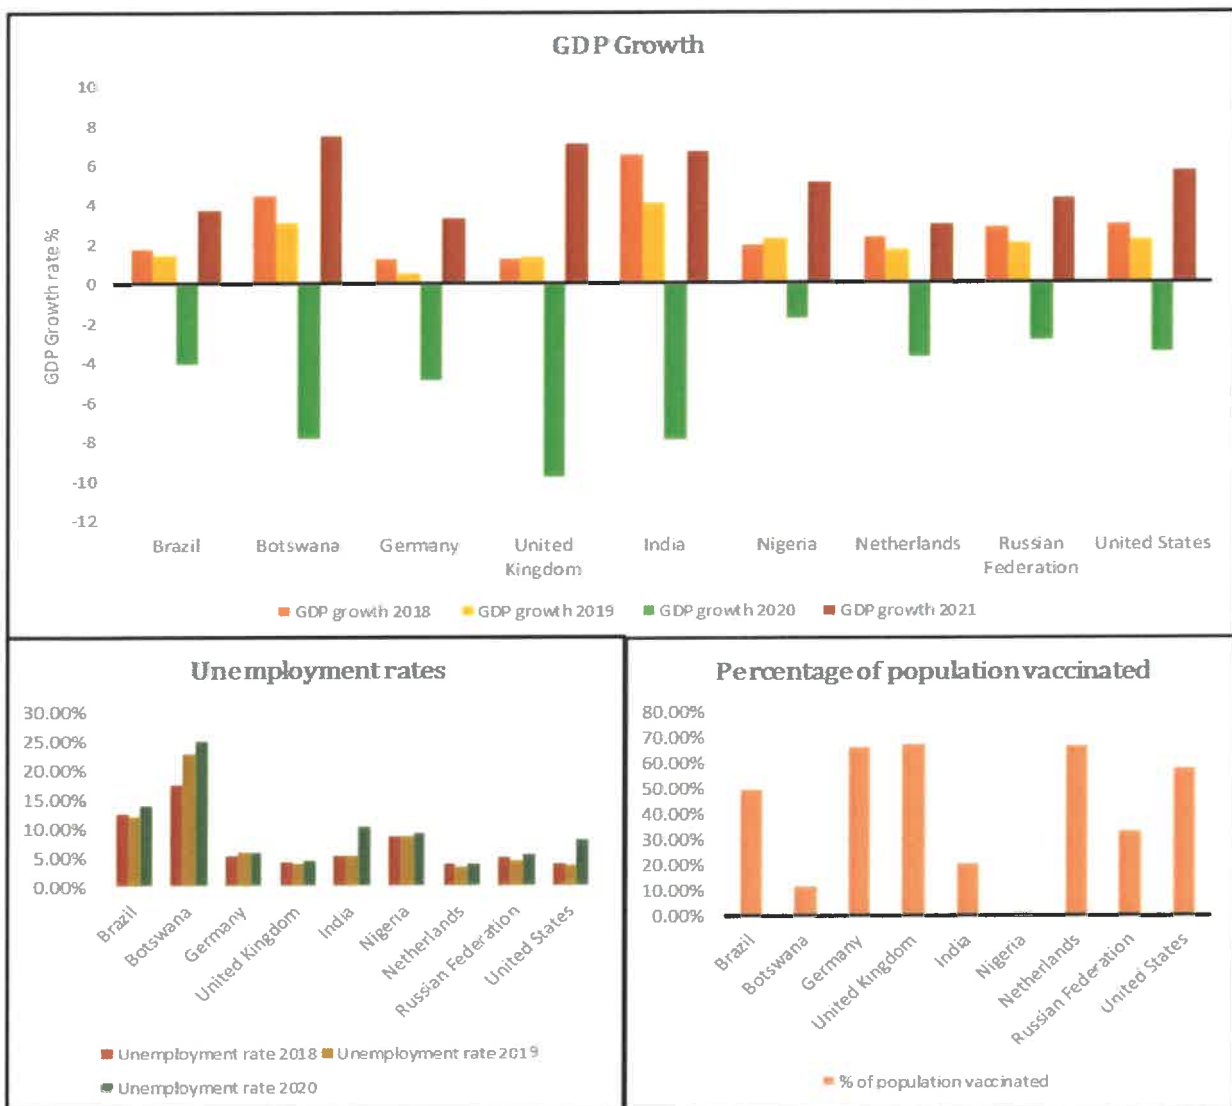 GDP Growth
10
8
6
4
2
0
-2
-4
-6
-8
-10
-12
GDP Growth rate %
Brazil
Botswana
Germany
United
Kingdom
India
Nigeria
Netherlands
Russian
Federation
United States
GDP growth 2018
GDP growth 2019
GDP growth 2020
GDP growth 2021
Unemployment rates
30.00%
25.00%
20.00%
15.00%
10.00%
5.00%
0.00%
Brazil
Botswana
Germany
United Kingdom
India
Nigeria
Netherlands
Russian Federation
United States
Unemployment rate 2018
Unemployment rate 2019
Unemployment rate 2020
Percentage of population vaccinated
80.00%
70.00%
60.00%
50.00%
40.00%
30.00%
20.00%
10.00%
0.00%
Brazil
Botswana
Germany
United Kingdom
India
Nigeria
Netherlands
Russian Federation
United States
% of population vaccinated